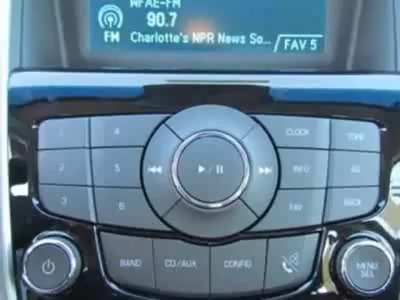 WFAE-FM
90.7
FM Charlotte's NPR News So... FAV 5
1 4 CLOCK TONE
2 5 INFO
3 6 FAV BACK
BAND CD/AUX CONFIG MENU
SEL